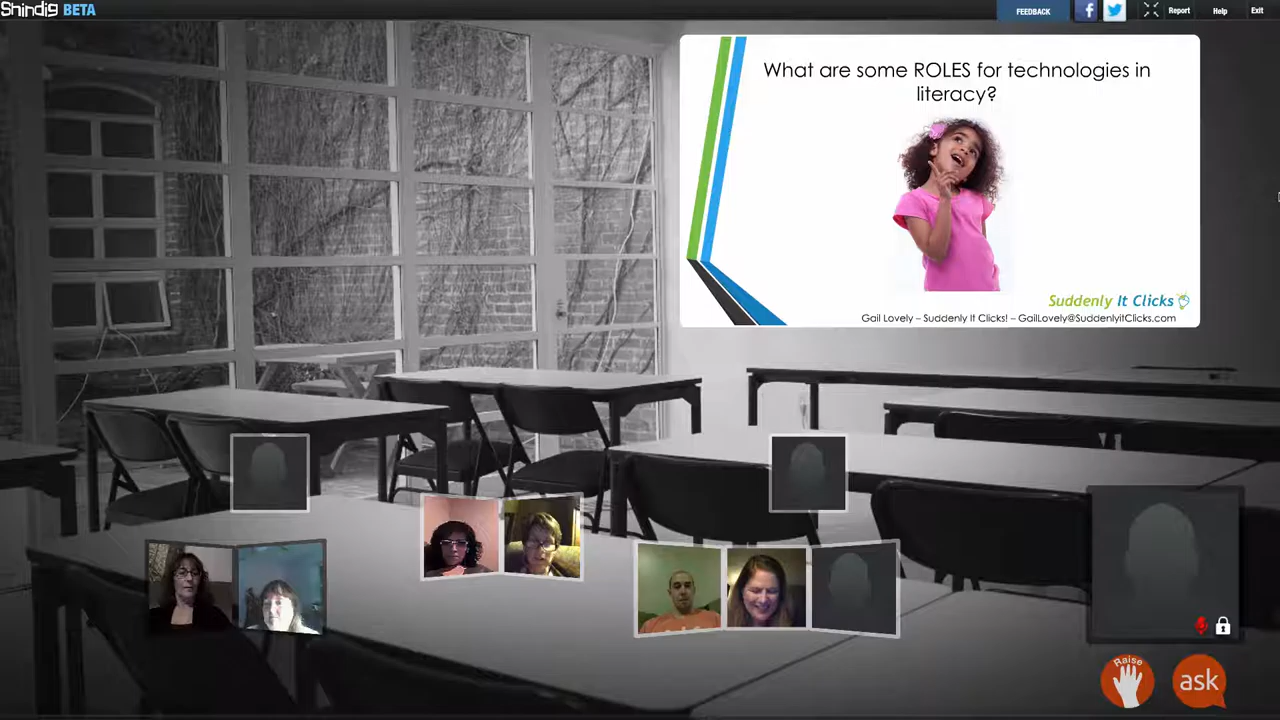 Shindig BETA
FEEDBACK
Report
Help
Exit
What are some ROLES for technologies in
literacy?
Suddenly It Clicks
Gail Lovely – Suddenly It Clicks! – GailLovely@SuddenlyitClicks.com
Raise
ask